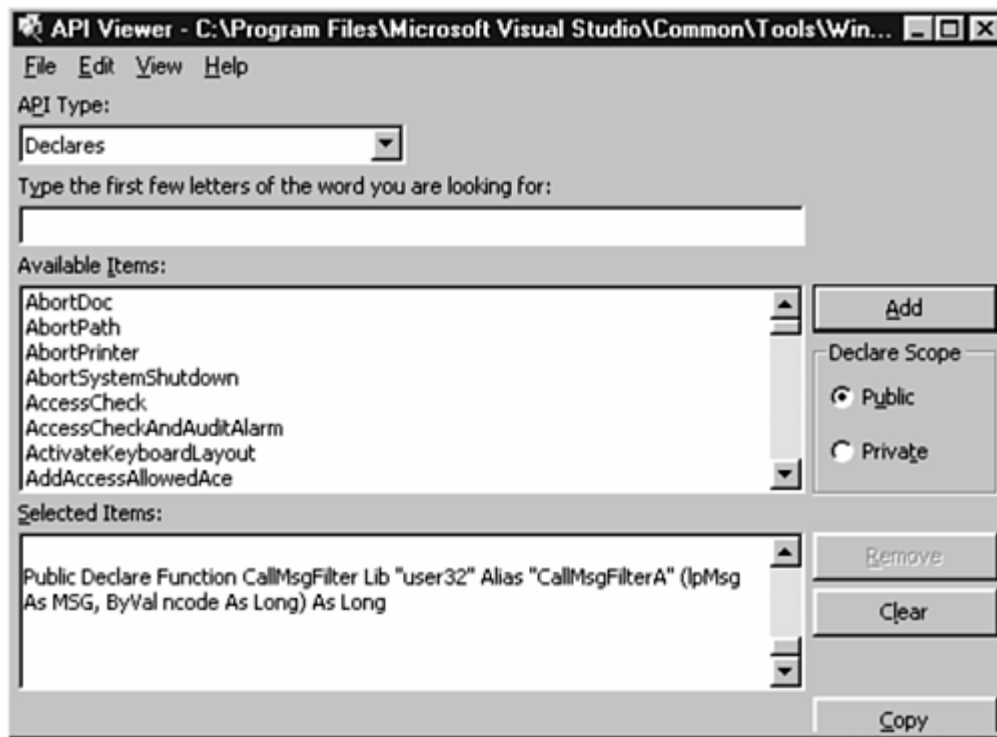 API Viewer - C:\Program Files\Microsoft Visual Studio\Common\Tools\Win...
File Edit View Help
API Type:
Declares
Type the first few letters of the word you are looking for:
Available Items:
AbortDoc
AbortPath
AbortPrinter
AbortSystemShutdown
AccessCheck
AccessCheckAndAuditAlarm
ActivateKeyboardLayout
AddAccessAllowedAce
Add
Declare Scope
Public
Private
Selected Items:
Public Declare Function CallMsgFilter Lib "user32" Alias "CallMsgFilterA" (lpMsg
As MSG, ByVal ncode As Long) As Long
Remove
Clear
Copy